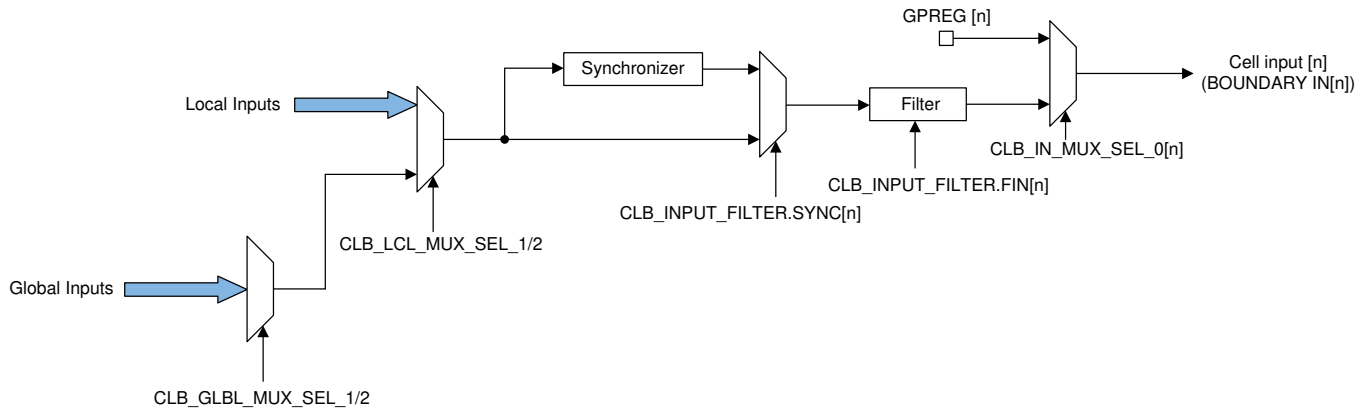 GPREG [n]
Synchronizer
Cell input [n]
(BOUNDARY IN[n])
Local Inputs
Filter
CLB_IN_MUX_SEL_0[n]
CLB_INPUT_FILTER.FIN[n]
CLB_INPUT_FILTER.SYNC[n]
CLB_LCL_MUX_SEL_1/2
Global Inputs
CLB_GLBL_MUX_SEL_1/2